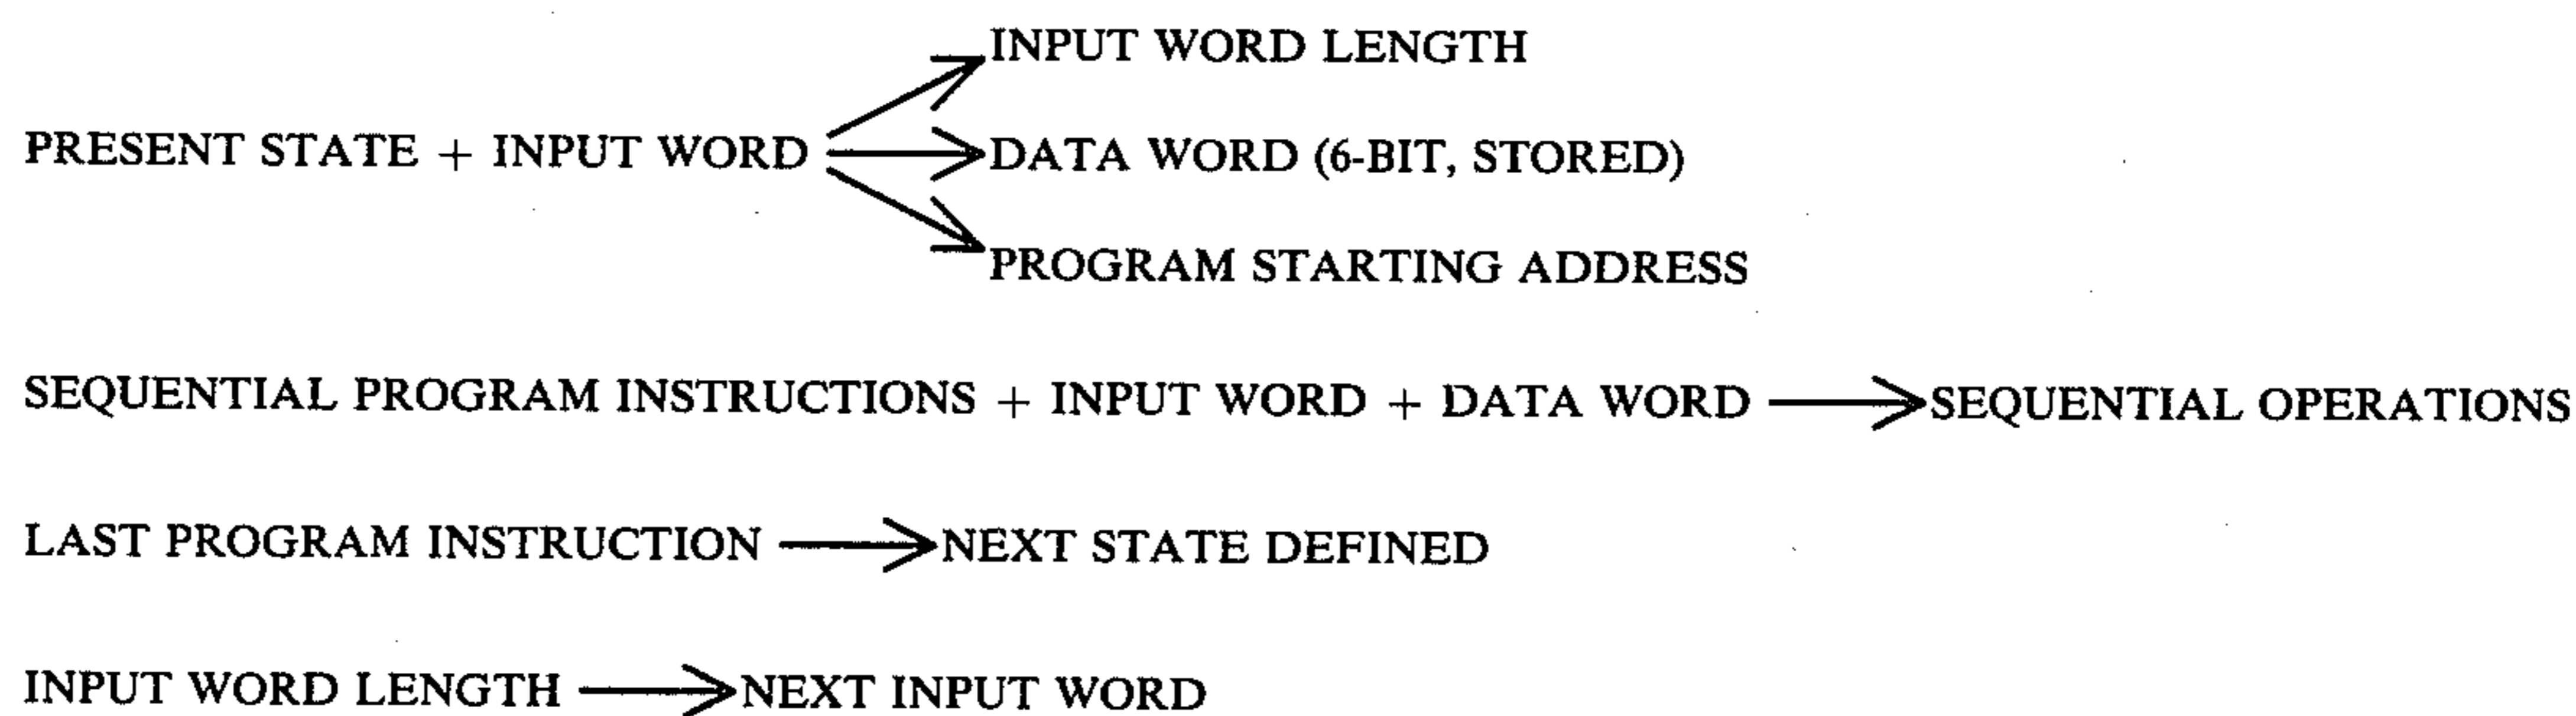 INPUT WORD LENGTH
PRESENT STATE + INPUT WORD
DATA WORD (6-BIT, STORED)
PROGRAM STARTING ADDRESS
SEQUENTIAL PROGRAM INSTRUCTIONS + INPUT WORD + DATA WORD → SEQUENTIAL OPERATIONS
LAST PROGRAM INSTRUCTION → NEXT STATE DEFINED
INPUT WORD LENGTH → NEXT INPUT WORD